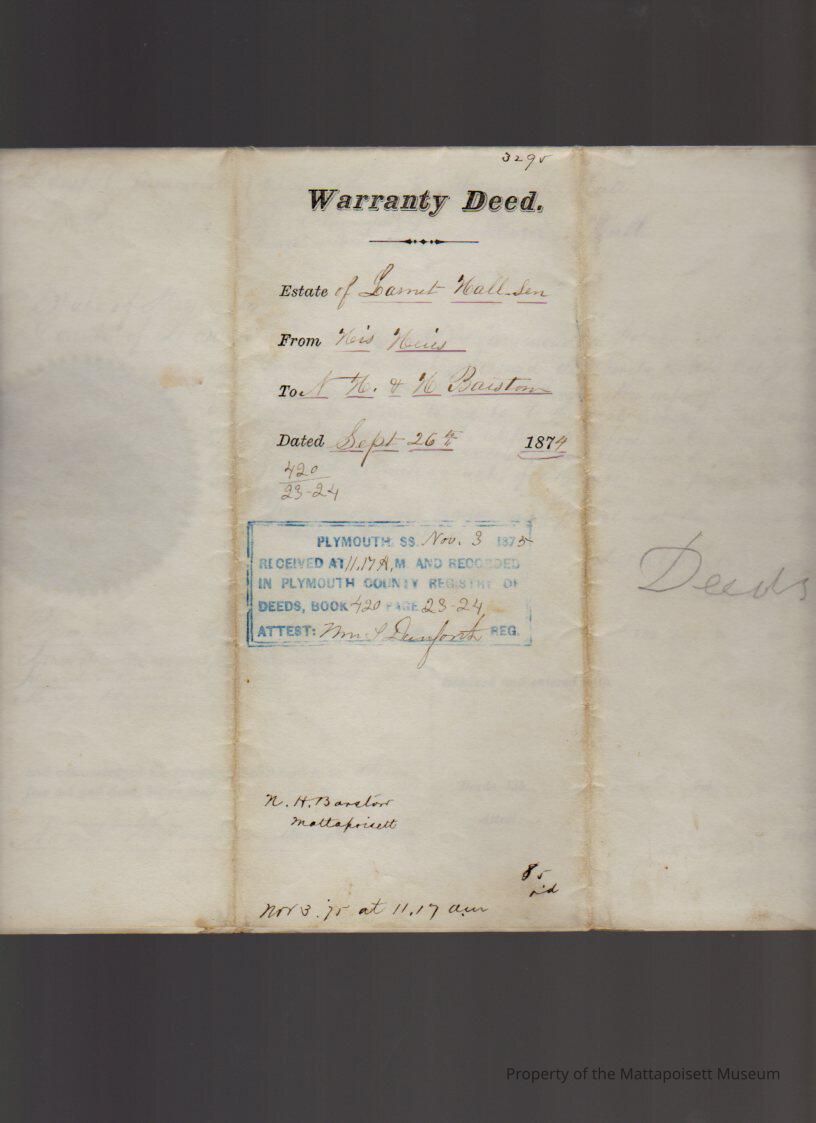 3295
Warranty Deed.
Estate of Larnet Hall Sen
From His Heirs
To N H. & H Barstow
Dated Sept 26th 1874
420
23-24
PLYMOUTH, SS. Nov. 3 1875
RECEIVED AT 11.17 A, M. AND RECORDED
IN PLYMOUTH COUNTY REGISTRY OF
DEEDS, BOOK 420 PAGE 23-24
ATTEST: Wm S Danforth REG.
Deeds
N. H. Barstow
Mattapoisett
85
Nov 3. 75 at 11.17 am
Property of the Mattapoisett Museum